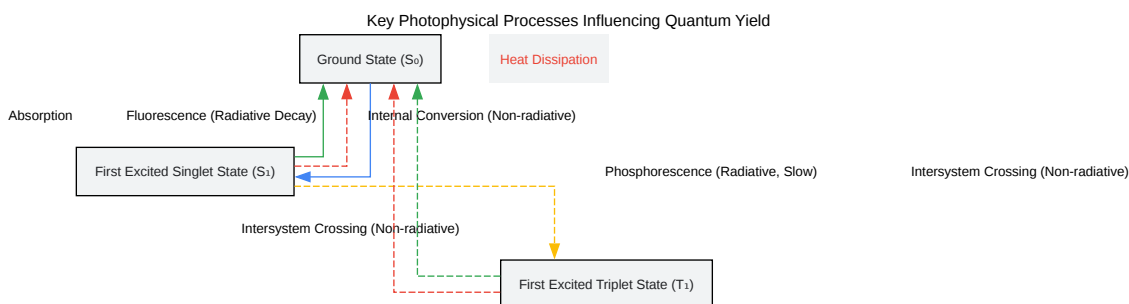 Key Photophysical Processes Influencing Quantum Yield
Ground State (S₀)
Heat Dissipation
Absorption
Fluorescence (Radiative Decay)
Internal Conversion (Non-radiative)
First Excited Singlet State (S₁)
Phosphorescence (Radiative, Slow)
Intersystem Crossing (Non-radiative)
Intersystem Crossing (Non-radiative)
First Excited Triplet State (T₁)